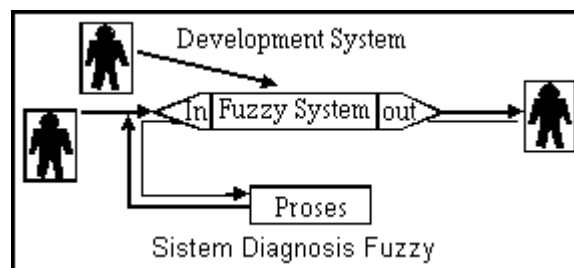 Development System
In Fuzzy System out
Proses
Sistem Diagnosis Fuzzy